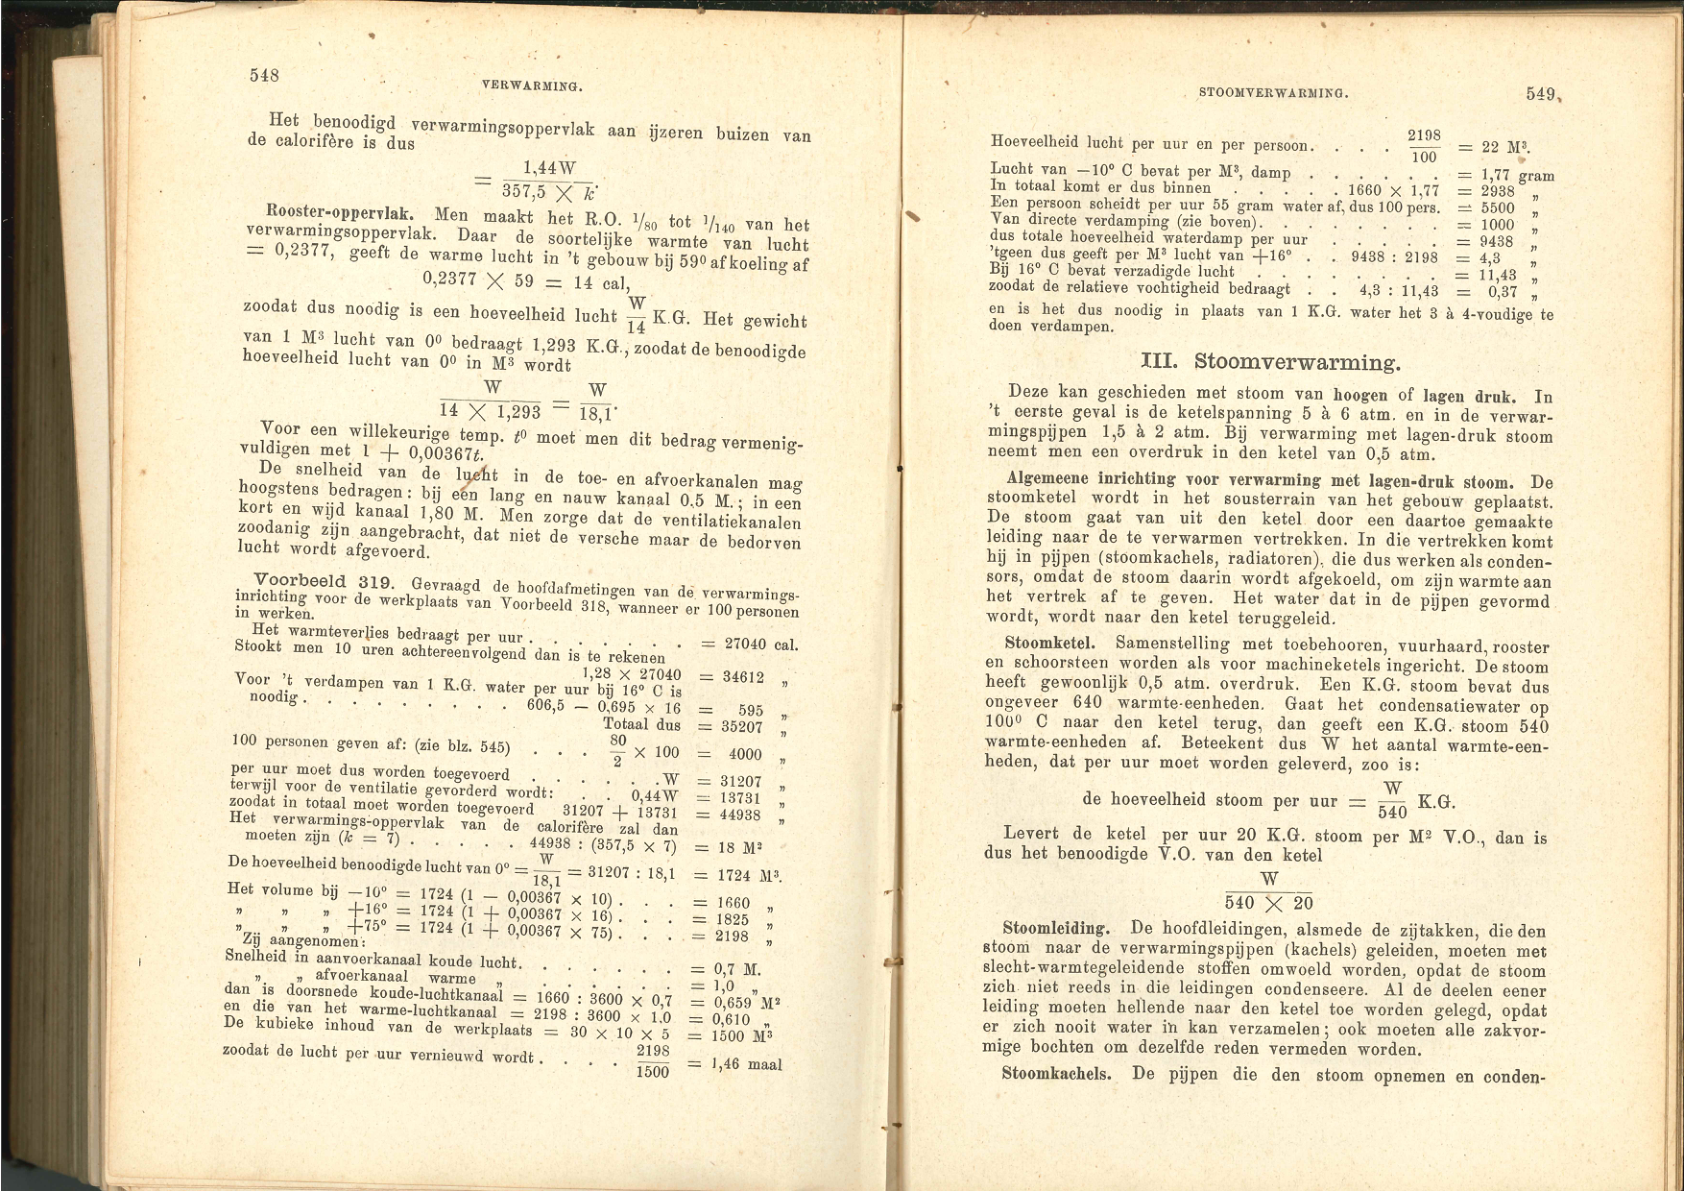 548
VERWARMING.
Het benoodigd verwarmingsoppervlak aan ijzeren buizen van
de calorifère is dus
= 1,44W / 357,5 × k.
Rooster-oppervlak. Men maakt het R.O. 1/80 tot 1/140 van het
verwarmingsoppervlak. Daar de soortelijke warmte van lucht
= 0,2377, geeft de warme lucht in 't gebouw bij 59⁰ afkoeling af
0,2377 × 59 = 14 cal,
zoodat dus noodig is een hoeveelheid lucht W/14 K.G. Het gewicht
van 1 M³ lucht van 0⁰ bedraagt 1,293 K.G., zoodat de benoodigde
hoeveelheid lucht van 0⁰ in M³ wordt
W / 14 × 1,293 = W / 18,1.
Voor een willekeurige temp. t⁰ moet men dit bedrag vermenig-
vuldigen met 1 + 0,00367t.
De snelheid van de lucht in de toe- en afvoerkanalen mag
hoogstens bedragen: bij een lang en nauw kanaal 0.5 M.; in een
kort en wijd kanaal 1,80 M. Men zorge dat de ventilatiekanalen
zoodanig zijn aangebracht, dat niet de versche maar de bedorven
lucht wordt afgevoerd.
Voorbeeld 319. Gevraagd de hoofdafmetingen van de verwarmings-
inrichting voor de werkplaats van Voorbeeld 318, wanneer er 100 personen
in werken.
Het warmteverlies bedraagt per uur . . . . . . . = 27040 cal.
Stookt men 10 uren achtereenvolgend dan is te rekenen
1,28 × 27040 = 34612 „
Voor 't verdampen van 1 K.G. water per uur bij 16° C is
noodig . . . . . . . . . 606,5 — 0,695 × 16 = 595 „
Totaal dus = 35207 „
100 personen geven af: (zie blz. 545) . . . 80/2 × 100 = 4000 „
per uur moet dus worden toegevoerd . . . . . . W = 31207 „
terwijl voor de ventilatie gevorderd wordt: . . 0,44W = 13731 „
zoodat in totaal moet worden toegevoerd 31207 + 13731 = 44938 „
Het verwarmings-oppervlak van de calorifère zal dan
moeten zijn (k = 7) . . . . . 44938 : (357,5 × 7) = 18 M²
De hoeveelheid benoodigde lucht van 0° = W/18,1 = 31207 : 18,1 = 1724 M³.
Het volume bij —10° = 1724 (1 — 0,00367 × 10) . . . = 1660 „
„ „ „ +16° = 1724 (1 + 0,00367 × 16) . . . = 1825 „
„ „ „ +75° = 1724 (1 + 0,00367 × 75) . . . = 2198 „
Zij aangenomen:
Snelheid in aanvoerkanaal koude lucht. . . . . . . = 0,7 M.
„ „ afvoerkanaal warme „ . . . . . . = 1,0 „
dan is doorsnede koude-luchtkanaal = 1660 : 3600 × 0,7 = 0,659 M²
en die van het warme-luchtkanaal = 2198 : 3600 × 1.0 = 0,610 „
De kubieke inhoud van de werkplaats = 30 × 10 × 5 = 1500 M³
zoodat de lucht per uur vernieuwd wordt . . . . 2198/1500 = 1,46 maal
STOOMVERWARMING.
549
Hoeveelheid lucht per uur en per persoon. . . . 2198/100 = 22 M³.
Lucht van —10° C bevat per M³, damp . . . . . . = 1,77 gram
In totaal komt er dus binnen . . . . . 1660 × 1,77 = 2938 „
Een persoon scheidt per uur 55 gram water af, dus 100 pers. = 5500 „
Van directe verdamping (zie boven). . . . . . . . = 1000 „
dus totale hoeveelheid waterdamp per uur . . . . . = 9438 „
'tgeen dus geeft per M³ lucht van +16° . . 9438 : 2198 = 4,3 „
Bij 16° C bevat verzadigde lucht . . . . . . . . = 11,43 „
zoodat de relatieve vochtigheid bedraagt . . 4,3 : 11,43 = 0,37 „
en is het dus noodig in plaats van 1 K.G. water het 3 à 4-voudige te
doen verdampen.
III. Stoomverwarming.
Deze kan geschieden met stoom van hoogen of lagen druk. In
't eerste geval is de ketelspanning 5 à 6 atm. en in de verwar-
mingspijpen 1,5 à 2 atm. Bij verwarming met lagen-druk stoom
neemt men een overdruk in den ketel van 0,5 atm.
Algemeene inrichting voor verwarming met lagen-druk stoom. De
stoomketel wordt in het sousterrain van het gebouw geplaatst.
De stoom gaat van uit den ketel door een daartoe gemaakte
leiding naar de te verwarmen vertrekken. In die vertrekken komt
hij in pijpen (stoomkachels, radiatoren), die dus werken als conden-
sors, omdat de stoom daarin wordt afgekoeld, om zijn warmte aan
het vertrek af te geven. Het water dat in de pijpen gevormd
wordt, wordt naar den ketel teruggeleid.
Stoomketel. Samenstelling met toebehooren, vuurhaard, rooster
en schoorsteen worden als voor machineketels ingericht. De stoom
heeft gewoonlijk 0,5 atm. overdruk. Een K.G. stoom bevat dus
ongeveer 640 warmte-eenheden. Gaat het condensatiewater op
100⁰ C naar den ketel terug, dan geeft een K.G. stoom 540
warmte-eenheden af. Beteekent dus W het aantal warmte-een-
heden, dat per uur moet worden geleverd, zoo is:
de hoeveelheid stoom per uur = W/540 K.G.
Levert de ketel per uur 20 K.G. stoom per M² V.O., dan is
dus het benoodigde V.O. van den ketel
W / 540 × 20
Stoomleiding. De hoofdleidingen, alsmede de zijtakken, die den
stoom naar de verwarmingspijpen (kachels) geleiden, moeten met
slecht-warmtegeleidende stoffen omwoeld worden, opdat de stoom
zich niet reeds in die leidingen condenseere. Al de deelen eener
leiding moeten hellende naar den ketel toe worden gelegd, opdat
er zich nooit water in kan verzamelen; ook moeten alle zakvor-
mige bochten om dezelfde reden vermeden worden.
Stoomkachels. De pijpen die den stoom opnemen en conden-